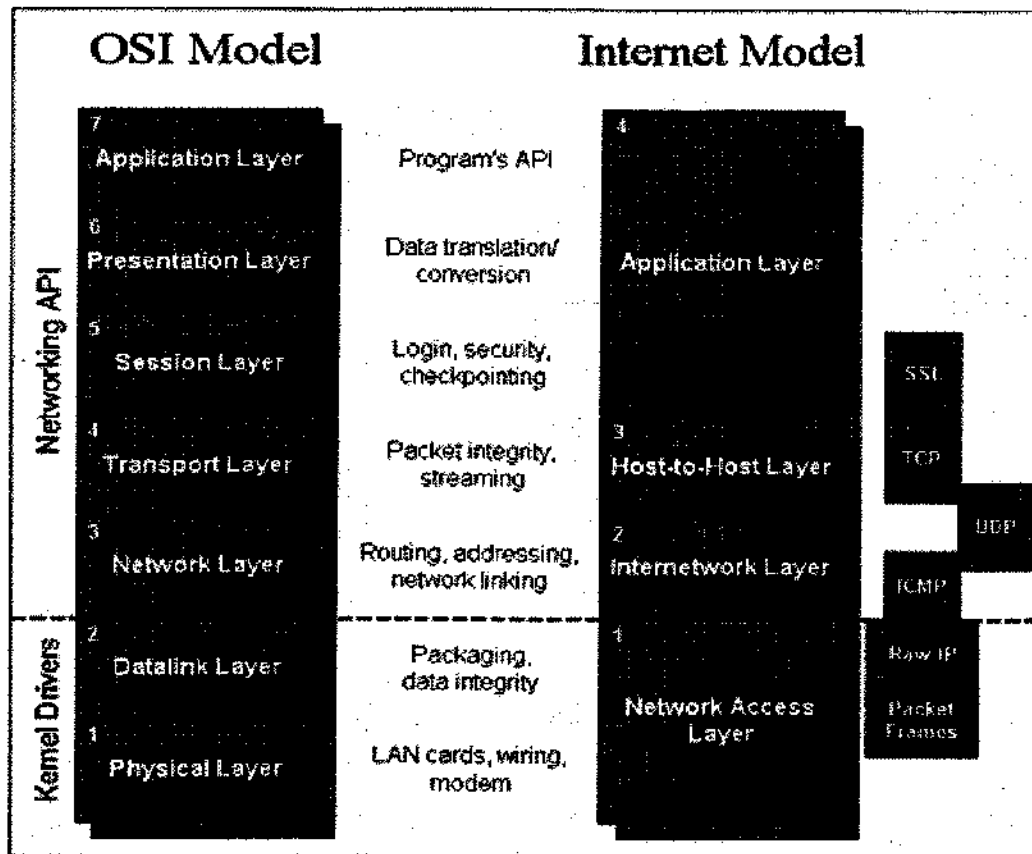 OSI Model
Internet Model
Networking API
Kernel Drivers
7
Application Layer
6
Presentation Layer
5
Session Layer
4
Transport Layer
3
Network Layer
2
Datalink Layer
1
Physical Layer
Program's API
Data translation/
conversion
Login, security,
checkpointing
Packet integrity,
streaming
Routing, addressing,
network linking
Packaging,
data integrity
LAN cards, wiring,
modem
4
Application Layer
3
Host-to-Host Layer
2
Internetwork Layer
1
Network Access
Layer
SSL
TCP
UDP
ICMP
Raw IP
Packet
Frames